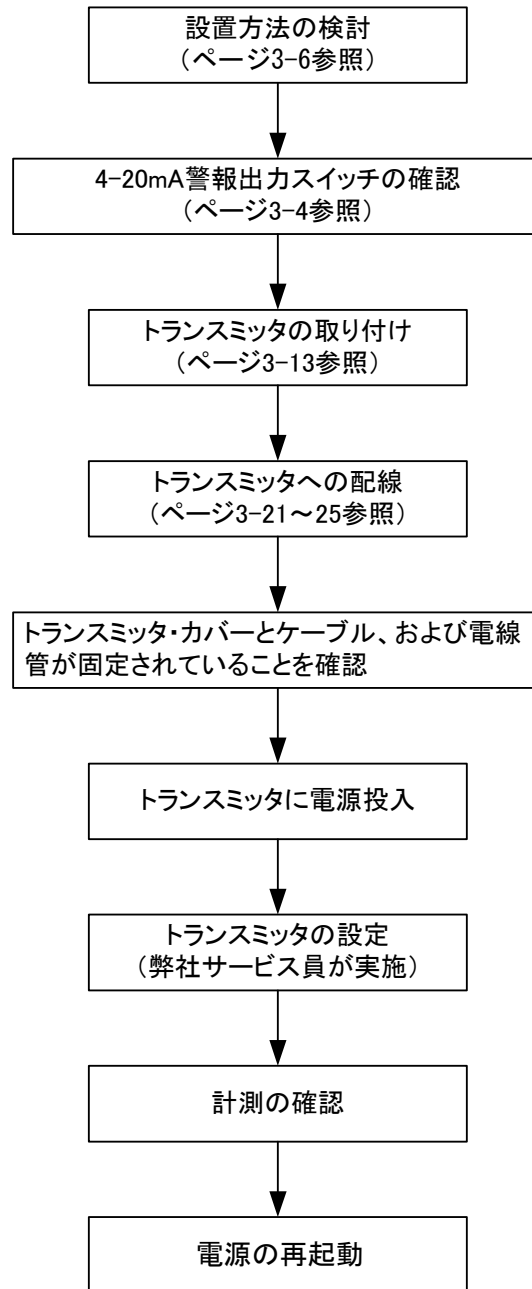 設置方法の検討
（ページ3-6参照）
4-20mA警報出力スイッチの確認
（ページ3-4参照）
トランスミッタの取り付け
（ページ3-13参照）
トランスミッタへの配線
（ページ3-21～25参照）
トランスミッタ・カバーとケーブル、および電線
管が固定されていることを確認
トランスミッタに電源投入
トランスミッタの設定
（弊社サービス員が実施）
計測の確認
電源の再起動